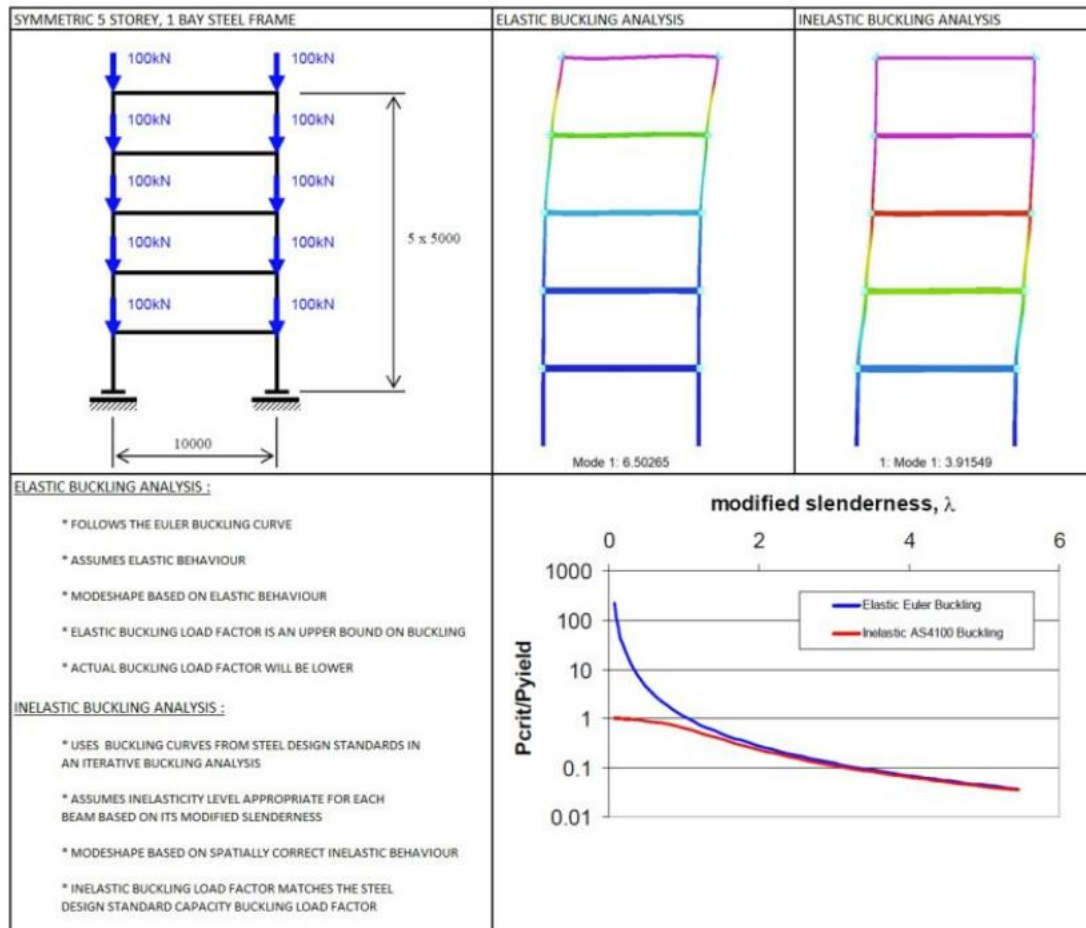 SYMMETRIC 5 STOREY, 1 BAY STEEL FRAME
100kN 100kN
100kN 100kN
100kN 100kN
100kN 100kN
100kN 100kN
5 x 5000
10000
ELASTIC BUCKLING ANALYSIS
Mode 1: 6.50265
INELASTIC BUCKLING ANALYSIS
1: Mode 1: 3.91549
ELASTIC BUCKLING ANALYSIS :
* FOLLOWS THE EULER BUCKLING CURVE
* ASSUMES ELASTIC BEHAVIOUR
* MODESHAPE BASED ON ELASTIC BEHAVIOUR
* ELASTIC BUCKLING LOAD FACTOR IS AN UPPER BOUND ON BUCKLING
* ACTUAL BUCKLING LOAD FACTOR WILL BE LOWER
INELASTIC BUCKLING ANALYSIS :
* USES BUCKLING CURVES FROM STEEL DESIGN STANDARDS IN
AN ITERATIVE BUCKLING ANALYSIS
* ASSUMES INELASTICITY LEVEL APPROPRIATE FOR EACH
BEAM BASED ON ITS MODIFIED SLENDERNESS
* MODESHAPE BASED ON SPATIALLY CORRECT INELASTIC BEHAVIOUR
* INELASTIC BUCKLING LOAD FACTOR MATCHES THE STEEL
DESIGN STANDARD CAPACITY BUCKLING LOAD FACTOR
modified slenderness, λ
0 2 4 6
1000
100
10
1
0.1
0.01
Pcrit/Pyield
Elastic Euler Buckling
Inelastic AS4100 Buckling